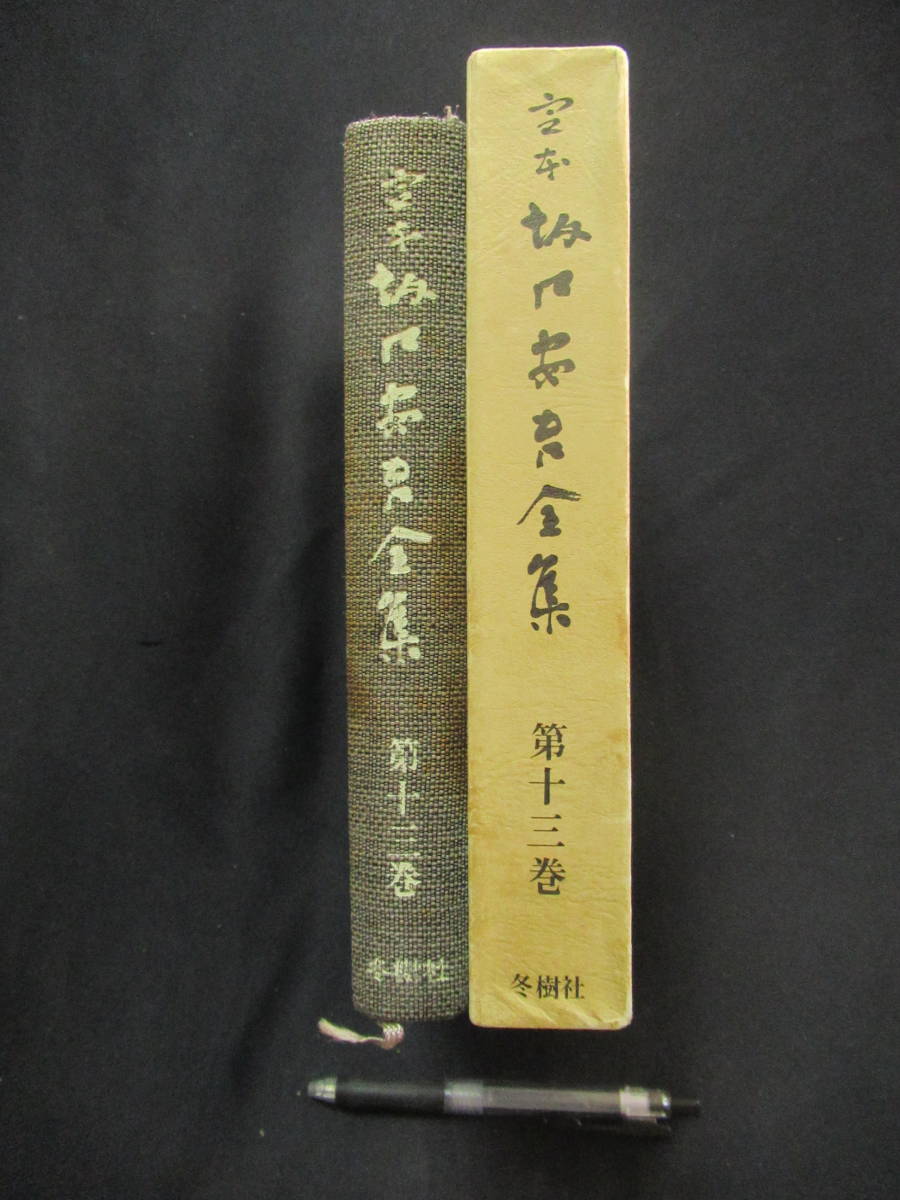 定本 坂口安吾全集
第十三巻
冬樹社
定本 坂口安吾全集
第十三巻
冬樹社